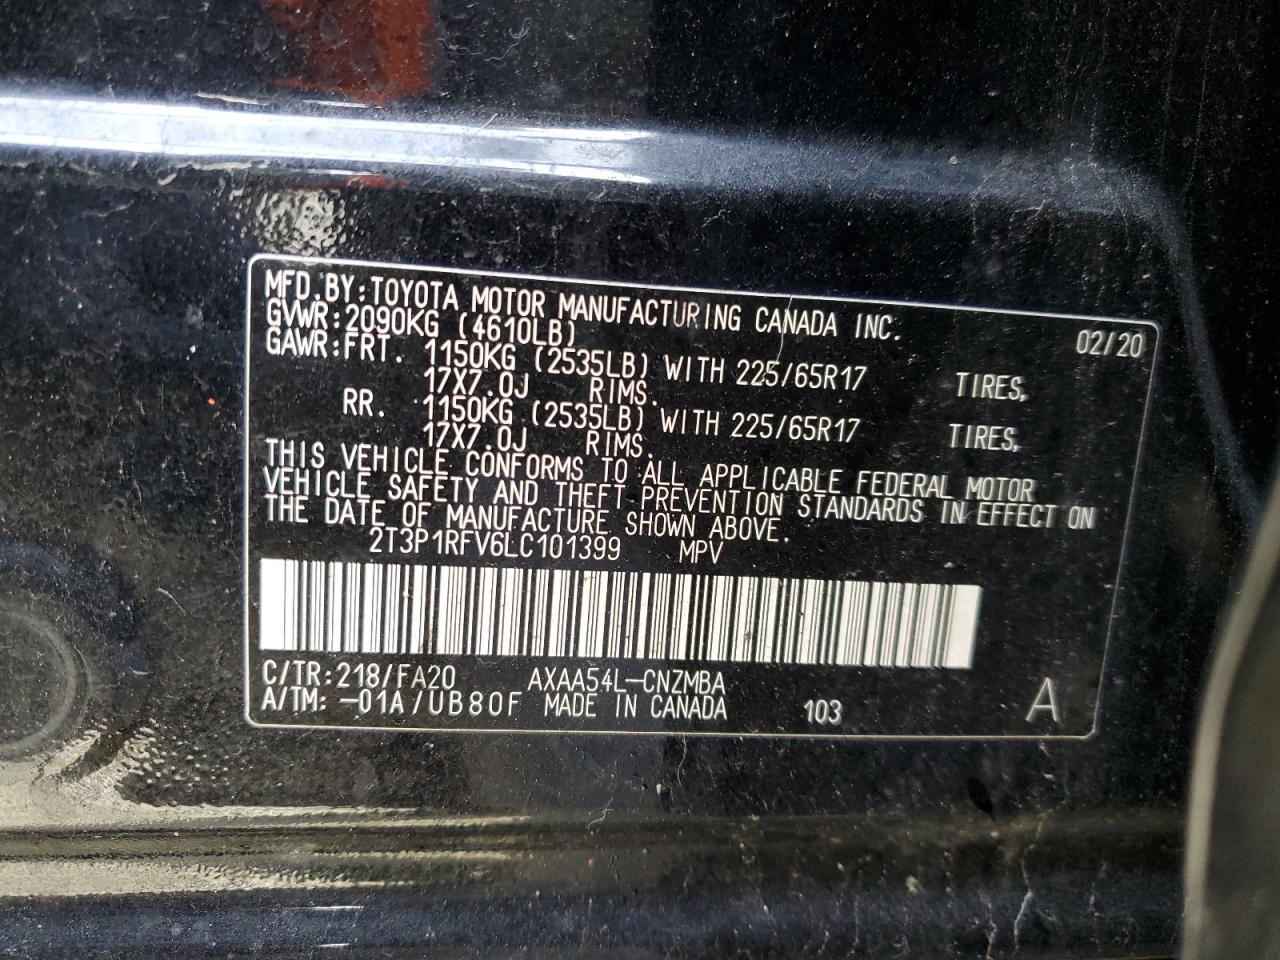 MFD.BY:TOYOTA MOTOR MANUFACTURING CANADA INC.
GVWR:2090KG (4610LB) 02/20
GAWR:FRT. 1150KG (2535LB) WITH 225/65R17 TIRES,
17X7.0J RIMS.
RR. 1150KG (2535LB) WITH 225/65R17 TIRES,
17X7.0J RIMS.
THIS VEHICLE CONFORMS TO ALL APPLICABLE FEDERAL MOTOR
VEHICLE SAFETY AND THEFT PREVENTION STANDARDS IN EFFECT ON
THE DATE OF MANUFACTURE SHOWN ABOVE.
2T3P1RFV6LC101399 MPV
C/TR:218/FA20 AXAA54L-CNZMBA
A/TM:-01A/UB80F MADE IN CANADA 103 A